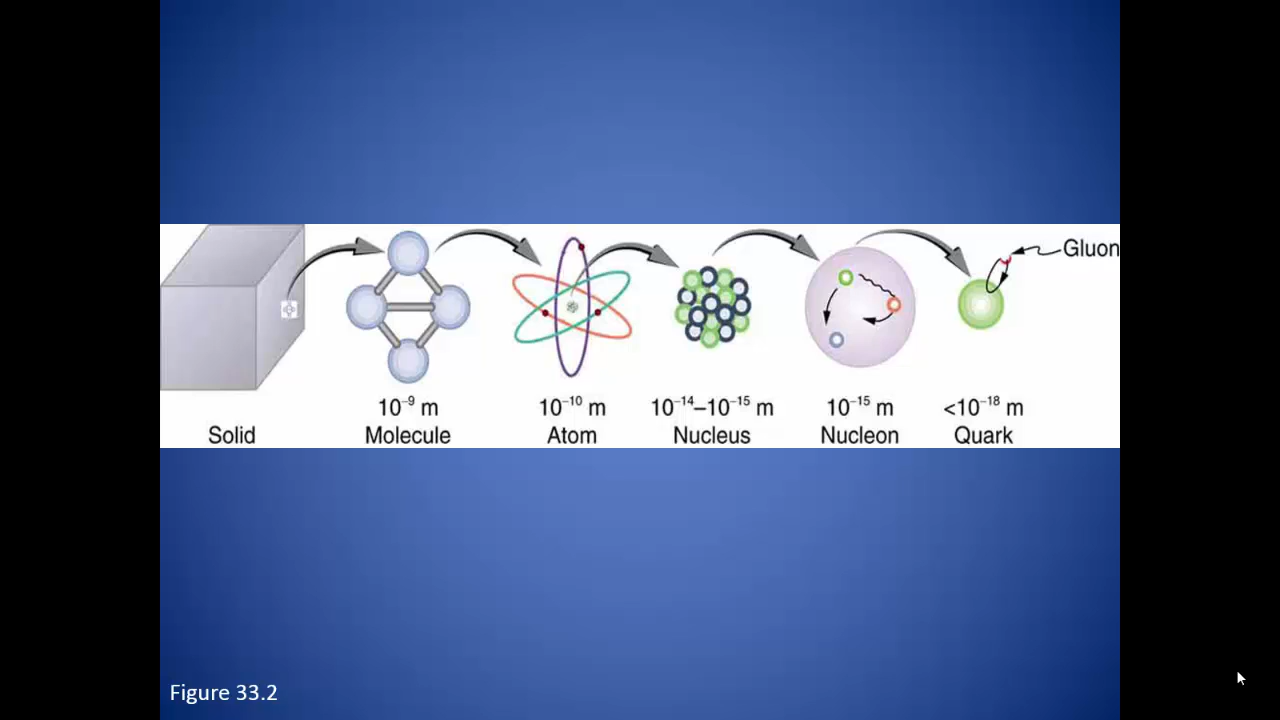 Gluon
10⁻⁹ m
10⁻¹⁰ m
10⁻¹⁴–10⁻¹⁵ m
10⁻¹⁵ m
<10⁻¹⁸ m
Solid
Molecule
Atom
Nucleus
Nucleon
Quark
Figure 33.2